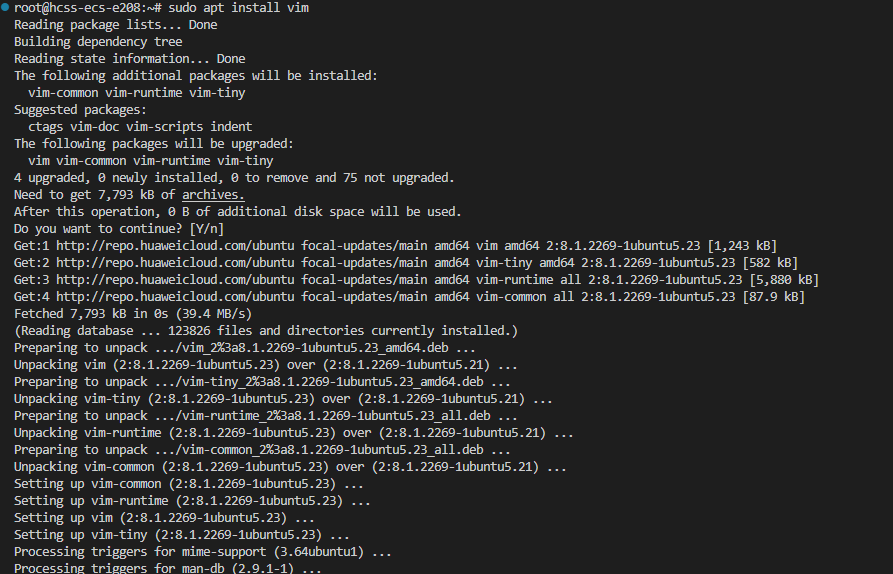 root@hcss-ecs-e208:~# sudo apt install vim
Reading package lists... Done
Building dependency tree
Reading state information... Done
The following additional packages will be installed:
  vim-common vim-runtime vim-tiny
Suggested packages:
  ctags vim-doc vim-scripts indent
The following packages will be upgraded:
  vim vim-common vim-runtime vim-tiny
4 upgraded, 0 newly installed, 0 to remove and 75 not upgraded.
Need to get 7,793 kB of archives.
After this operation, 0 B of additional disk space will be used.
Do you want to continue? [Y/n]
Get:1 http://repo.huaweicloud.com/ubuntu focal-updates/main amd64 vim amd64 2:8.1.2269-1ubuntu5.23 [1,243 kB]
Get:2 http://repo.huaweicloud.com/ubuntu focal-updates/main amd64 vim-tiny amd64 2:8.1.2269-1ubuntu5.23 [582 kB]
Get:3 http://repo.huaweicloud.com/ubuntu focal-updates/main amd64 vim-runtime all 2:8.1.2269-1ubuntu5.23 [5,880 kB]
Get:4 http://repo.huaweicloud.com/ubuntu focal-updates/main amd64 vim-common all 2:8.1.2269-1ubuntu5.23 [87.9 kB]
Fetched 7,793 kB in 0s (39.4 MB/s)
(Reading database ... 123826 files and directories currently installed.)
Preparing to unpack .../vim_2%3a8.1.2269-1ubuntu5.23_amd64.deb ...
Unpacking vim (2:8.1.2269-1ubuntu5.23) over (2:8.1.2269-1ubuntu5.21) ...
Preparing to unpack .../vim-tiny_2%3a8.1.2269-1ubuntu5.23_amd64.deb ...
Unpacking vim-tiny (2:8.1.2269-1ubuntu5.23) over (2:8.1.2269-1ubuntu5.21) ...
Preparing to unpack .../vim-runtime_2%3a8.1.2269-1ubuntu5.23_all.deb ...
Unpacking vim-runtime (2:8.1.2269-1ubuntu5.23) over (2:8.1.2269-1ubuntu5.21) ...
Preparing to unpack .../vim-common_2%3a8.1.2269-1ubuntu5.23_all.deb ...
Unpacking vim-common (2:8.1.2269-1ubuntu5.23) over (2:8.1.2269-1ubuntu5.21) ...
Setting up vim-common (2:8.1.2269-1ubuntu5.23) ...
Setting up vim-runtime (2:8.1.2269-1ubuntu5.23) ...
Setting up vim (2:8.1.2269-1ubuntu5.23) ...
Setting up vim-tiny (2:8.1.2269-1ubuntu5.23) ...
Processing triggers for mime-support (3.64ubuntu1) ...
Processing triggers for man-db (2.9.1-1) ...